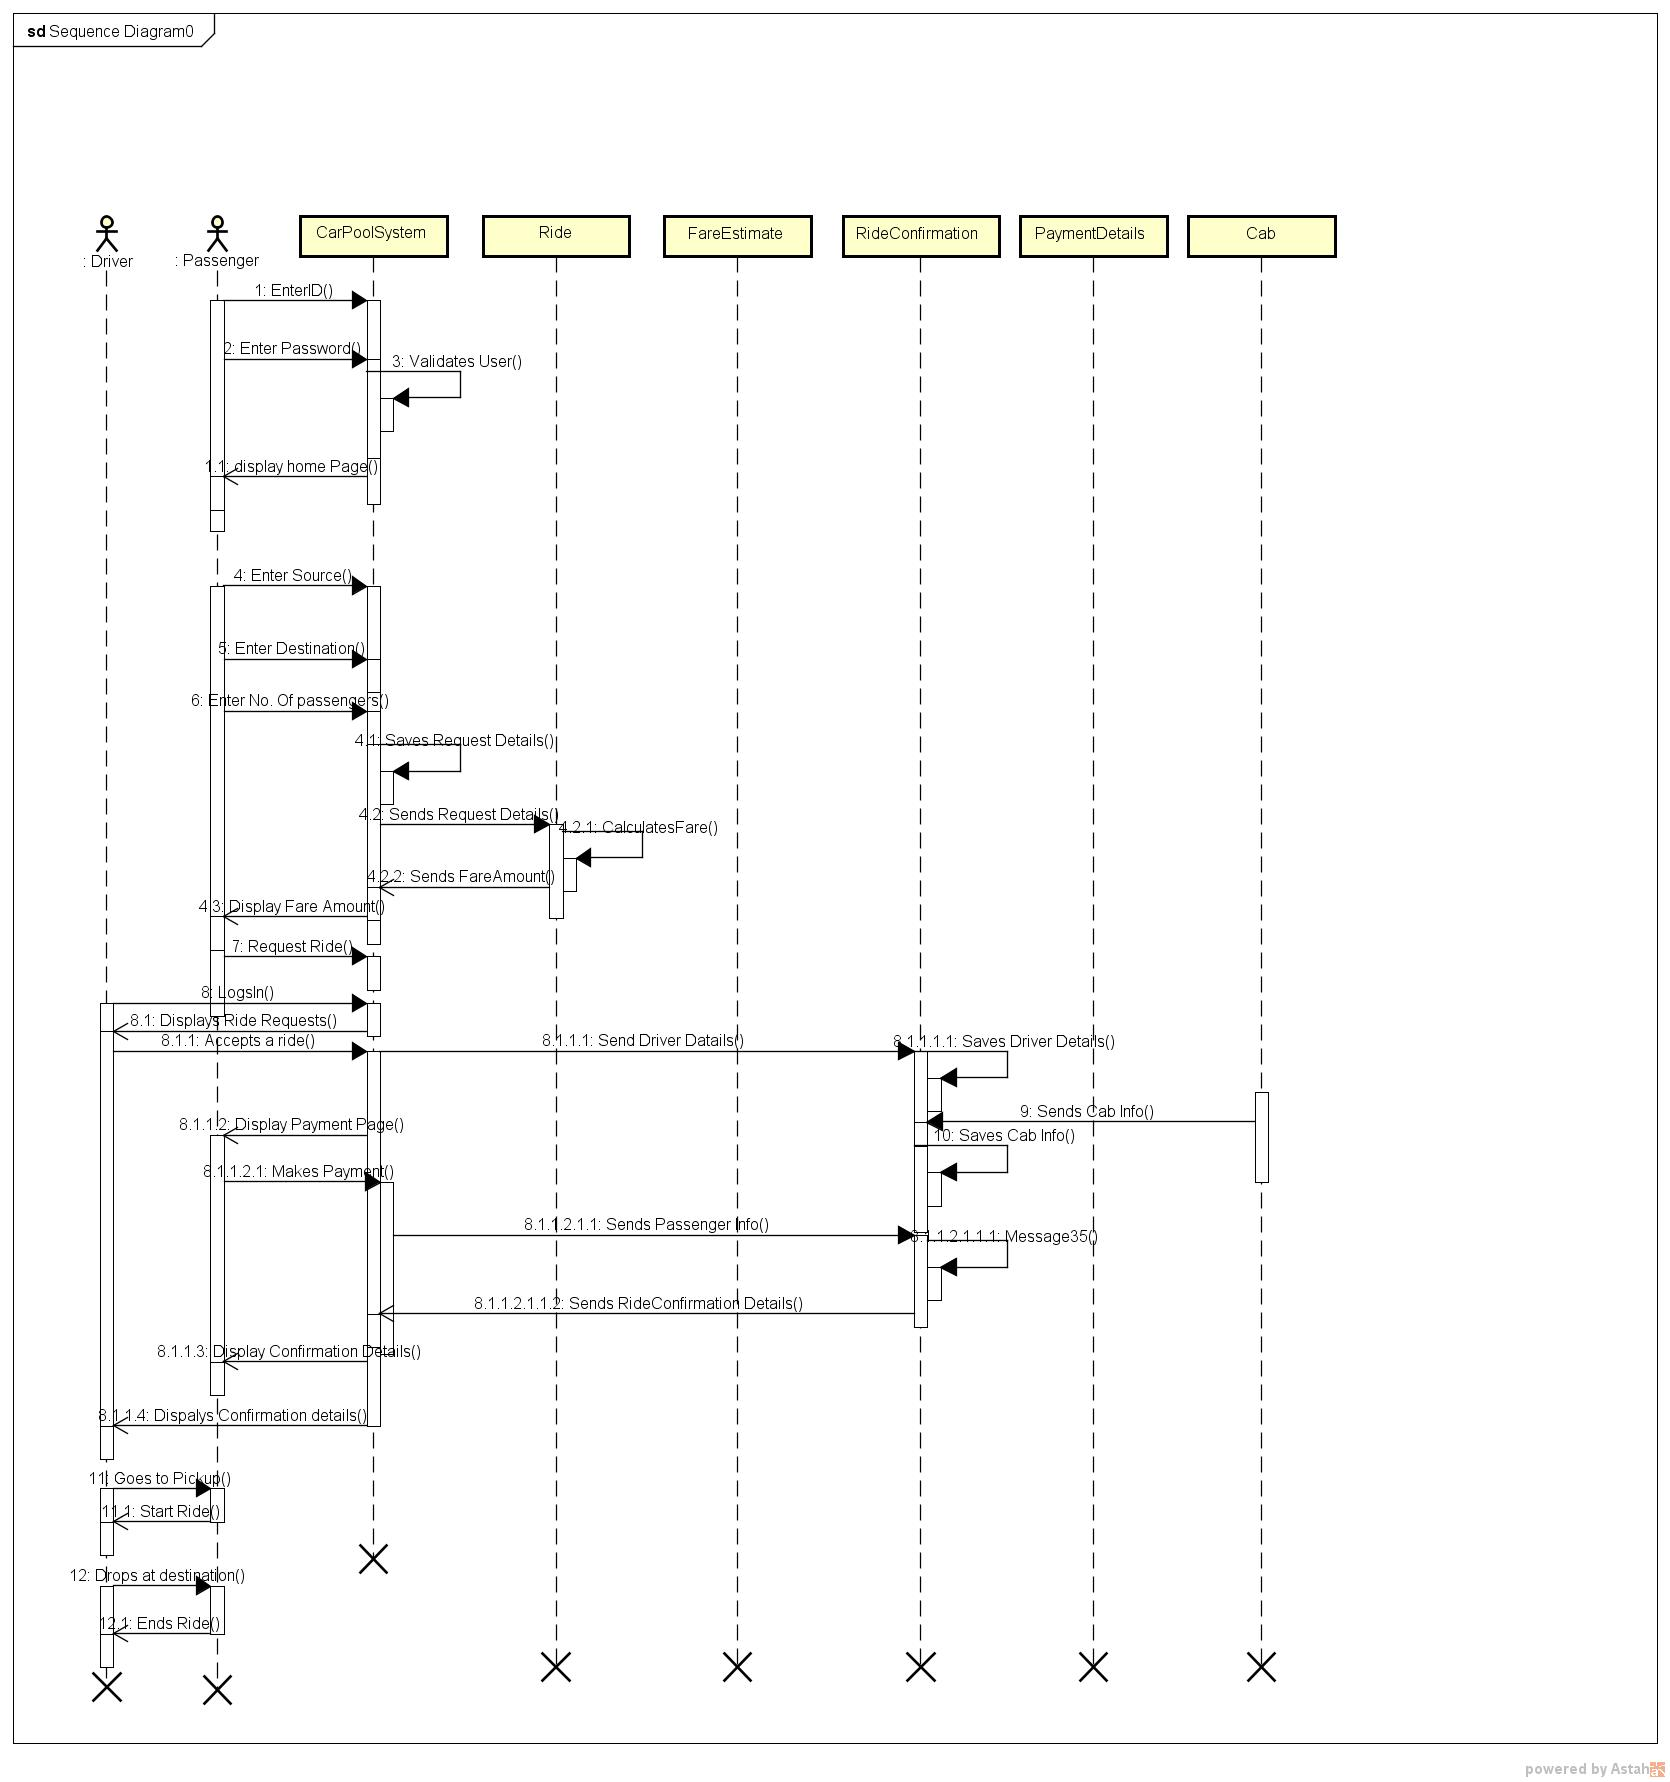 sd Sequence Diagram0
: Driver
: Passenger
CarPoolSystem
Ride
FareEstimate
RideConfirmation
PaymentDetails
Cab
1: EnterID()
2: Enter Password()
3: Validates User()
1.1: display home Page()
4: Enter Source()
5: Enter Destination()
6: Enter No. Of passengers()
4.1: Saves Request Details()
4.2: Sends Request Details()
4.2.1: CalculatesFare()
4.2.2: Sends FareAmount()
4.3: Display Fare Amount()
7: Request Ride()
8: LogsIn()
8.1: Displays Ride Requests()
8.1.1: Accepts a ride()
8.1.1.1: Send Driver Datails()
8.1.1.1.1: Saves Driver Details()
9: Sends Cab Info()
8.1.1.2: Display Payment Page()
10: Saves Cab Info()
8.1.1.2.1: Makes Payment()
8.1.1.2.1.1: Sends Passenger Info()
8.1.1.2.1.1.1: Message35()
8.1.1.2.1.1.2: Sends RideConfirmation Details()
8.1.1.3: Display Confirmation Details()
8.1.1.4: Dispalys Confirmation details()
11: Goes to Pickup()
11.1: Start Ride()
12: Drops at destination()
12.1: Ends Ride()
powered by Astah